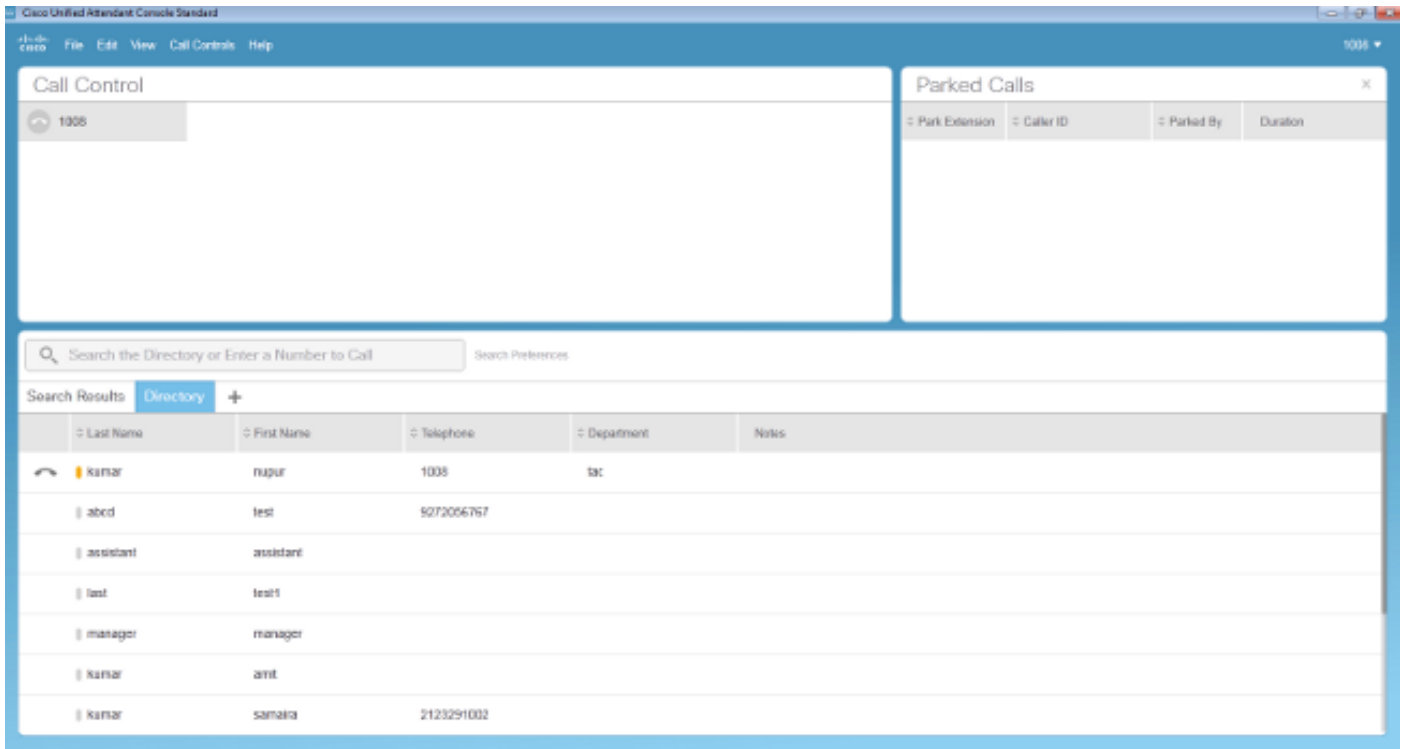 Cisco Unified Attendant Console Standard
cisco File Edit View Call Controls Help 1008
Call Control
1008
Parked Calls
Park Extension Caller ID Parked By Duration
Search the Directory or Enter a Number to Call Search Preferences
Search Results Directory +
Last Name First Name Telephone Department Notes
kumar nupur 1008 tac
abcd test 9272056767
assistant assistant
last test1
manager manager
kumar amit
kumar samaira 2123291002